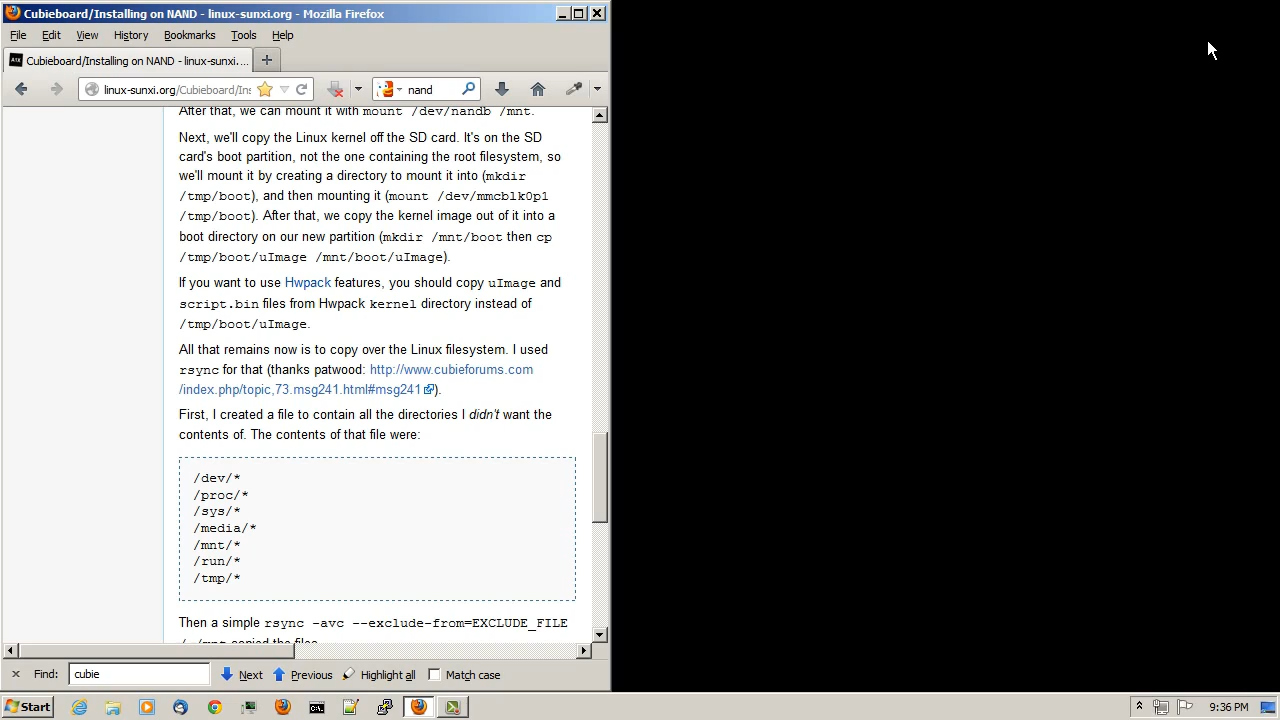 Cubieboard/Installing on NAND - linux-sunxi.org - Mozilla Firefox
File Edit View History Bookmarks Tools Help
Cubieboard/Installing on NAND - linux-sunxi....
linux-sunxi.org/Cubieboard/Ins
nand
After that, we can mount it with mount /dev/nandb /mnt.
Next, we'll copy the Linux kernel off the SD card. It's on the SD
card's boot partition, not the one containing the root filesystem, so
we'll mount it by creating a directory to mount it into (mkdir
/tmp/boot), and then mounting it (mount /dev/mmcblk0p1
/tmp/boot). After that, we copy the kernel image out of it into a
boot directory on our new partition (mkdir /mnt/boot then cp
/tmp/boot/uImage /mnt/boot/uImage).
If you want to use Hwpack features, you should copy uImage and
script.bin files from Hwpack kernel directory instead of
/tmp/boot/uImage.
All that remains now is to copy over the Linux filesystem. I used
rsync for that (thanks patwood: http://www.cubieforums.com
/index.php/topic,73.msg241.html#msg241).
First, I created a file to contain all the directories I didn't want the
contents of. The contents of that file were:
/dev/*
/proc/*
/sys/*
/media/*
/mnt/*
/run/*
/tmp/*
Then a simple rsync -avc --exclude-from=EXCLUDE_FILE
/ /mnt copied the files.
Find: cubie Next Previous Highlight all Match case
Start 9:36 PM